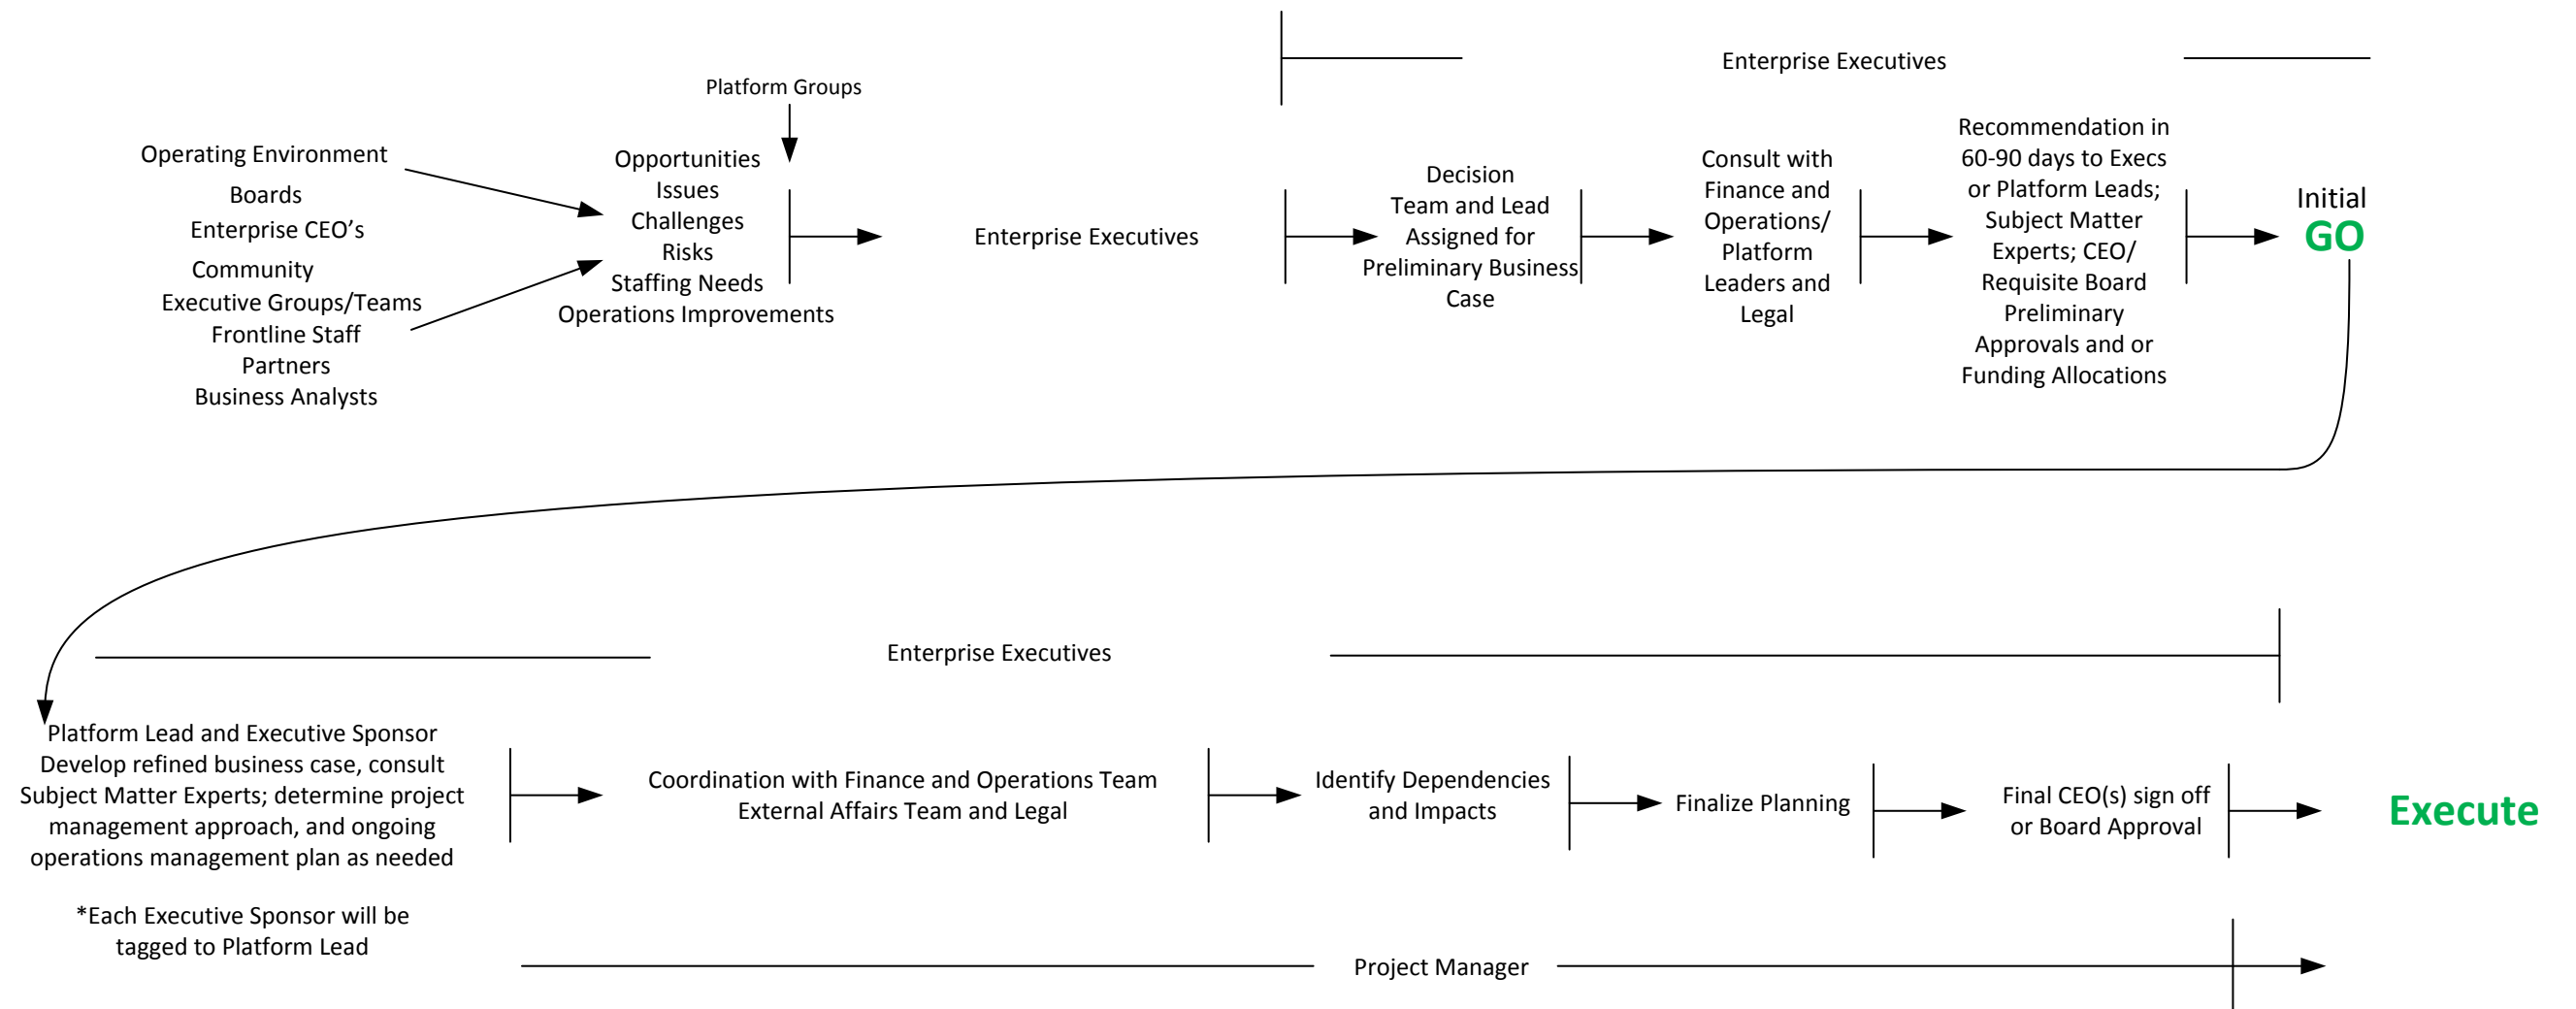 Enterprise Executives
Platform Groups
Operating Environment
Boards
Enterprise CEO’s
Community
Executive Groups/Teams
Frontline Staff
Partners
Business Analysts
Opportunities
Issues
Challenges
Risks
Staffing Needs
Operations Improvements
Enterprise Executives
Decision
Team and Lead
Assigned for
Preliminary Business
Case
Consult with
Finance and
Operations/
Platform
Leaders and
Legal
Recommendation in
60-90 days to Execs
or Platform Leads;
Subject Matter
Experts; CEO/
Requisite Board
Preliminary
Approvals and or
Funding Allocations
Initial
GO
Enterprise Executives
Platform Lead and Executive Sponsor
Develop refined business case, consult
Subject Matter Experts; determine project
management approach, and ongoing
operations management plan as needed
*Each Executive Sponsor will be
tagged to Platform Lead
Coordination with Finance and Operations Team
External Affairs Team and Legal
Identify Dependencies
and Impacts
Finalize Planning
Final CEO(s) sign off
or Board Approval
Execute
Project Manager